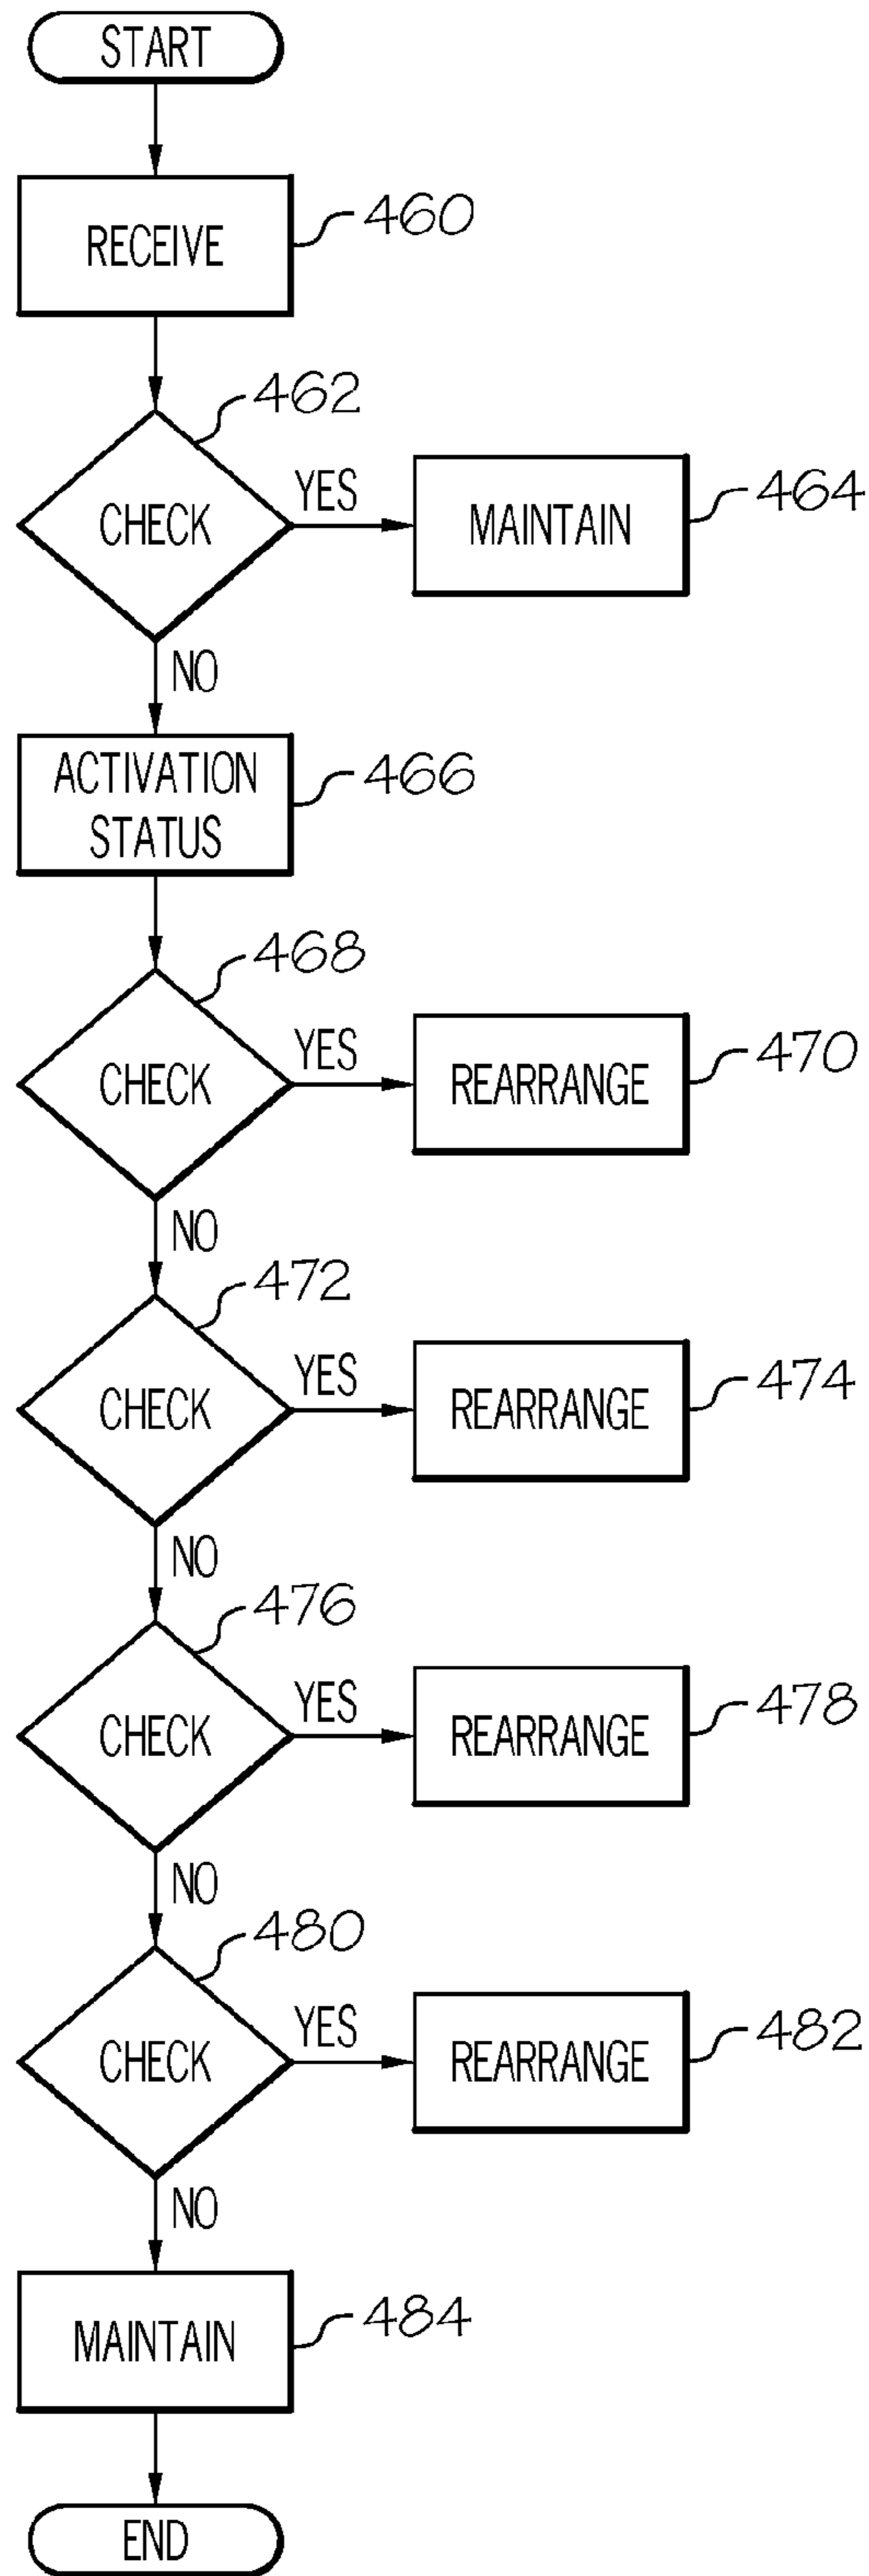 START
RECEIVE
460
462
CHECK
YES
MAINTAIN
464
NO
ACTIVATION
STATUS
466
468
CHECK
YES
REARRANGE
470
NO
472
CHECK
YES
REARRANGE
474
NO
476
CHECK
YES
REARRANGE
478
NO
480
CHECK
YES
REARRANGE
482
NO
MAINTAIN
484
END